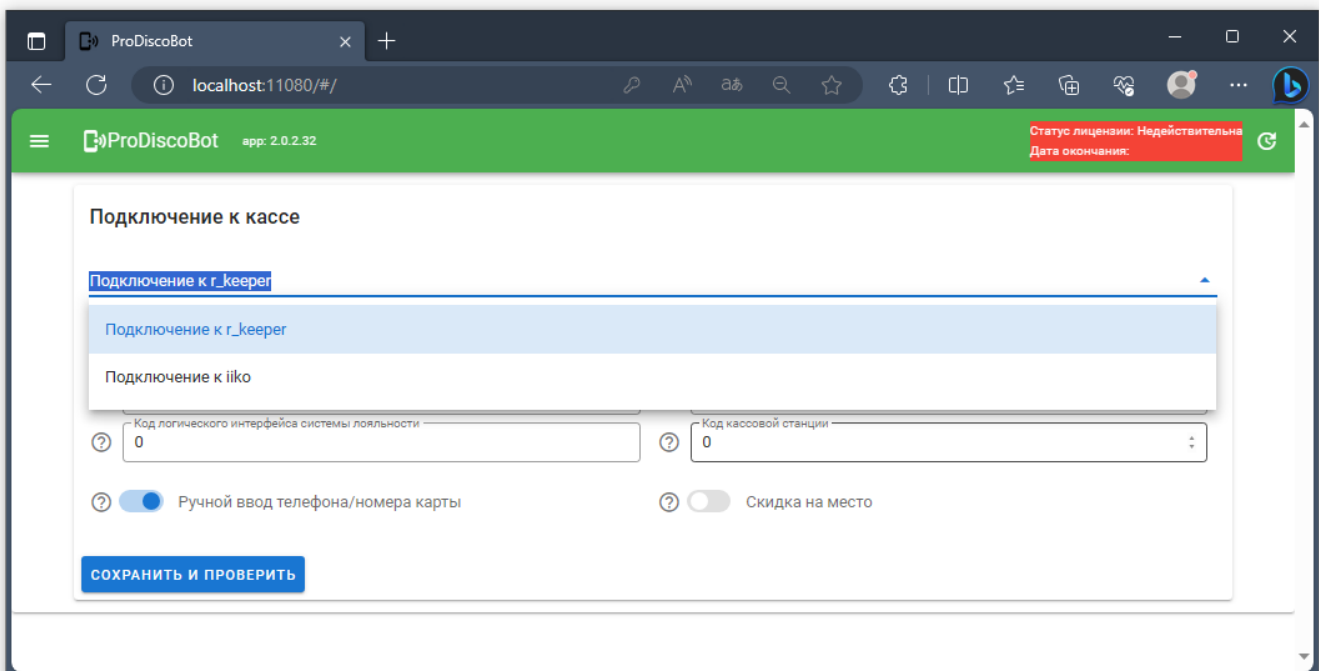 ProDiscoBot
localhost:11080/#/
ProDiscoBot app: 2.0.2.32
Статус лицензии: Недействительна
Дата окончания:
Подключение к кассе
Подключение к r_keeper
Подключение к r_keeper
Подключение к iiko
Код логического интерфейса системы лояльности
0
Код кассовой станции
0
Ручной ввод телефона/номера карты
Скидка на место
СОХРАНИТЬ И ПРОВЕРИТЬ